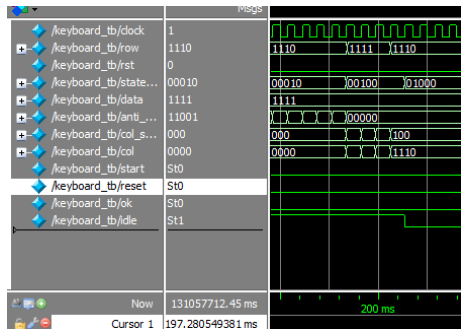 Msgs
/keyboard_tb/clock 1
/keyboard_tb/row 1110 1110 1111 1110
/keyboard_tb/rst 0
/keyboard_tb/state... 00010 00010 00100 01000
/keyboard_tb/data 1111 1111
/keyboard_tb/anti_... 11001 00000
/keyboard_tb/col_s... 000 000 100
/keyboard_tb/col 0000 0000 1110
/keyboard_tb/start St0
/keyboard_tb/reset St0
/keyboard_tb/ok St0
/keyboard_tb/idle St1
Now 131057712.45 ms 200 ms
Cursor 1 197.280549381 ms